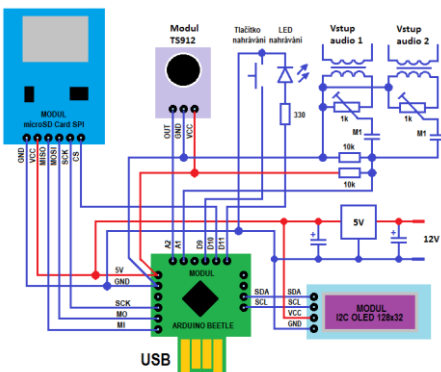 Modul
TS912
Tlačítko
nahrávání
LED
nahrávání
Vstup
audio 1
Vstup
audio 2
MODUL
microSD Card SPI
GND
VCC
MISO
MOSI
SCK
CS
OUT
GND
VCC
330
1k
M1
1k
M1
10k
10k
A2
A1
D9
D10
D11
5V
GND
SCK
MO
MI
MODUL
ARDUINO BEETLE
USB
SDA
SCL
SDA
SCL
VCC
GND
MODUL
I2C OLED 128x32
+
5V
+
12V